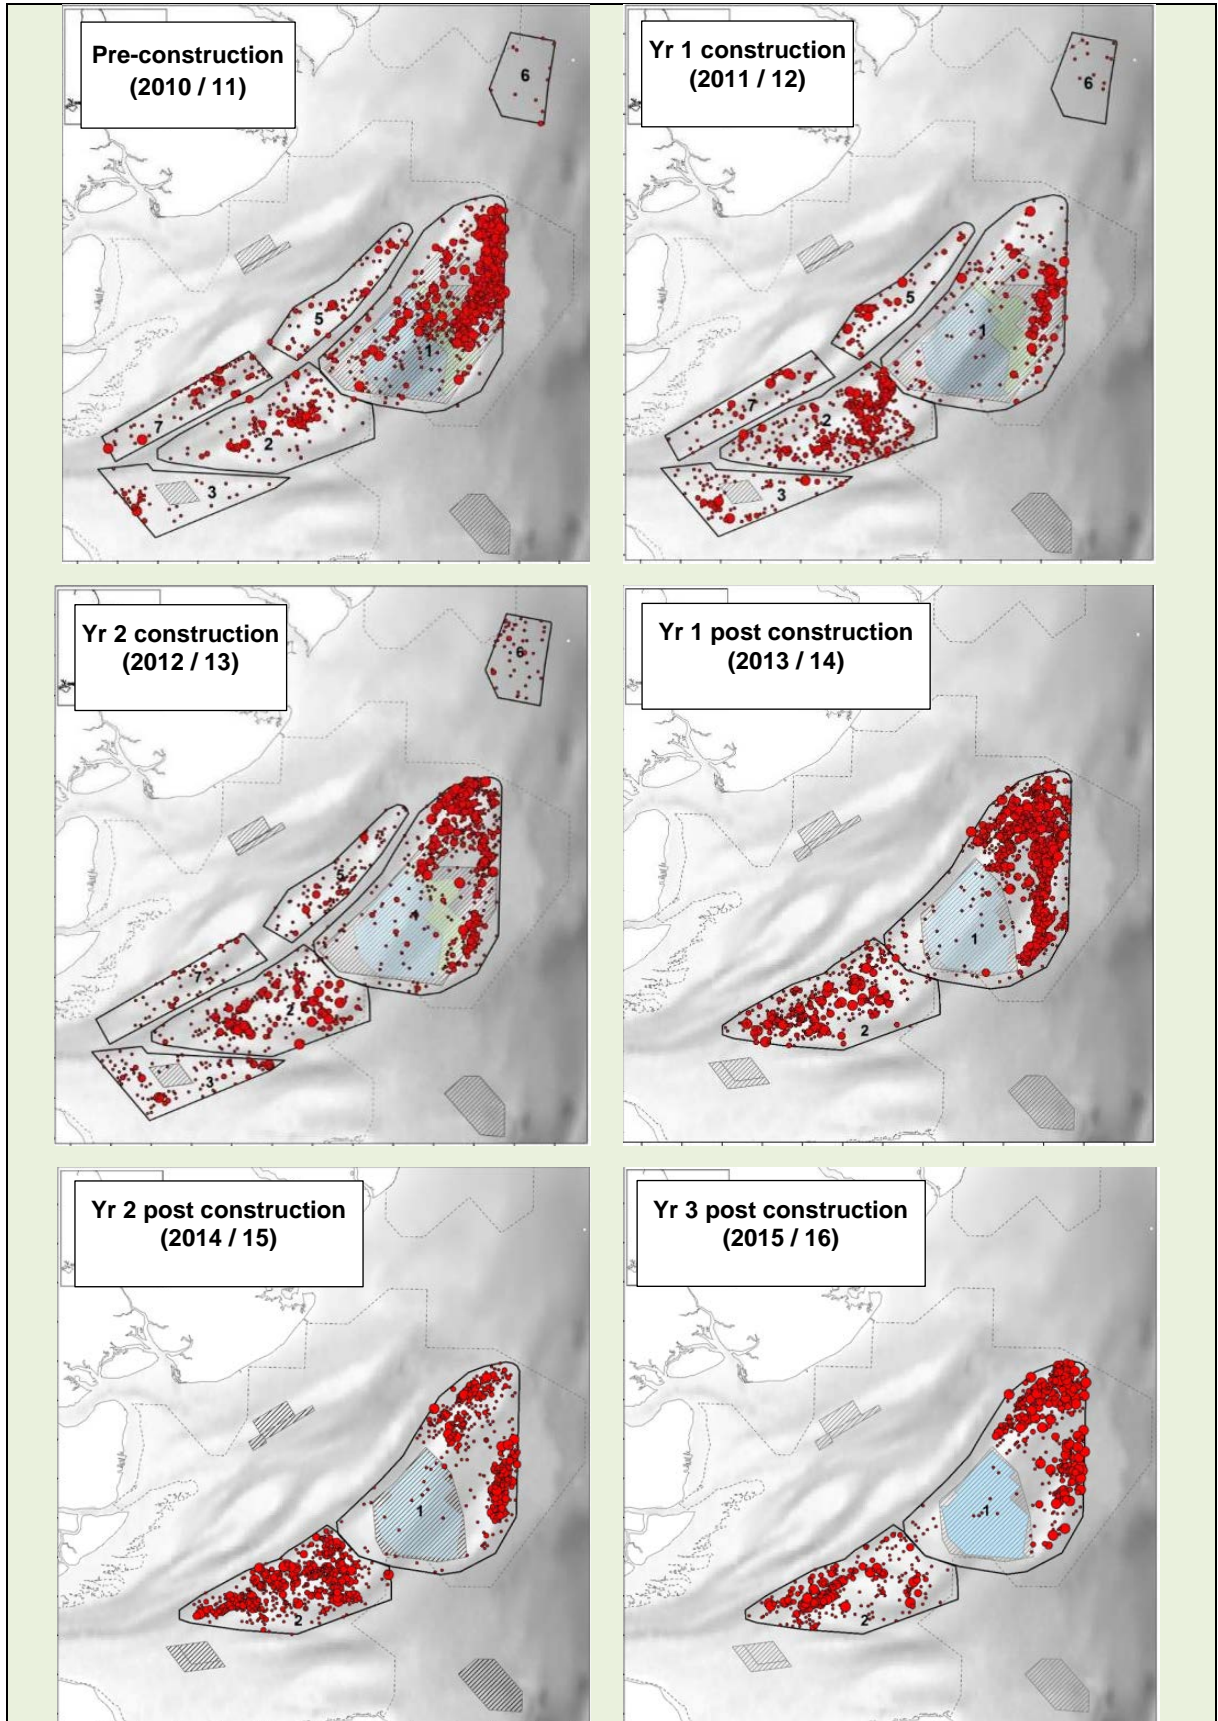 Pre-construction
(2010 / 11)
6
5
1
7
2
3
Yr 1 construction
(2011 / 12)
6
5
1
7
2
3
Yr 2 construction
(2012 / 13)
6
5
1
7
2
3
Yr 1 post construction
(2013 / 14)
1
2
Yr 2 post construction
(2014 / 15)
1
2
Yr 3 post construction
(2015 / 16)
1
2